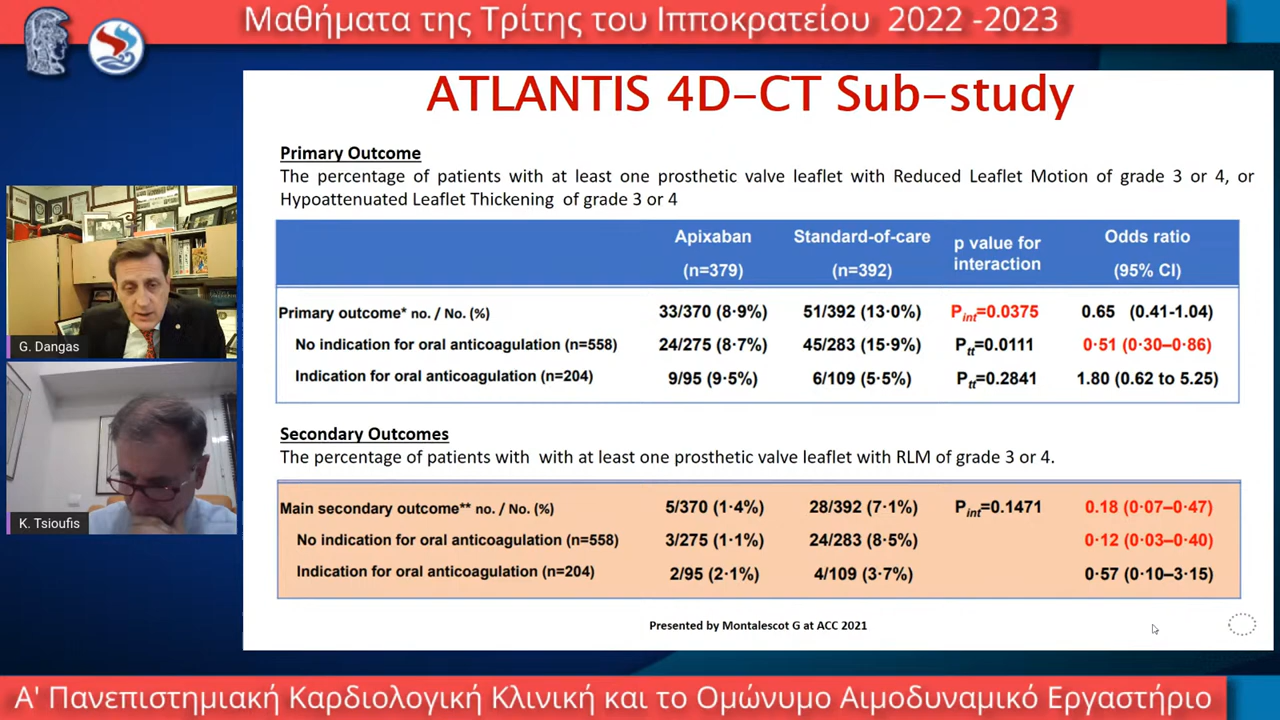 Μαθήματα της Τρίτης του Ιπποκρατείου 2022 -2023
ATLANTIS 4D-CT Sub-study
Primary Outcome
The percentage of patients with at least one prosthetic valve leaflet with Reduced Leaflet Motion of grade 3 or 4, or
Hypoattenuated Leaflet Thickening of grade 3 or 4
Apixaban (n=379) Standard-of-care (n=392) p value for interaction Odds ratio (95% CI)
Primary outcome* no. / No. (%) 33/370 (8·9%) 51/392 (13·0%) Pint=0.0375 0.65 (0.41-1.04)
No indication for oral anticoagulation (n=558) 24/275 (8·7%) 45/283 (15·9%) Ptt=0.0111 0·51 (0·30–0·86)
Indication for oral anticoagulation (n=204) 9/95 (9·5%) 6/109 (5·5%) Ptt=0.2841 1.80 (0.62 to 5.25)
Secondary Outcomes
The percentage of patients with with at least one prosthetic valve leaflet with RLM of grade 3 or 4.
Main secondary outcome** no. / No. (%) 5/370 (1·4%) 28/392 (7·1%) Pint=0.1471 0.18 (0·07–0·47)
No indication for oral anticoagulation (n=558) 3/275 (1·1%) 24/283 (8·5%) 0·12 (0·03–0·40)
Indication for oral anticoagulation (n=204) 2/95 (2·1%) 4/109 (3·7%) 0·57 (0·10–3·15)
Presented by Montalescot G at ACC 2021
G. Dangas
K. Tsioufis
Α' Πανεπιστημιακή Καρδιολογική Κλινική και το Ομώνυμο Αιμοδυναμικό Εργαστήριο